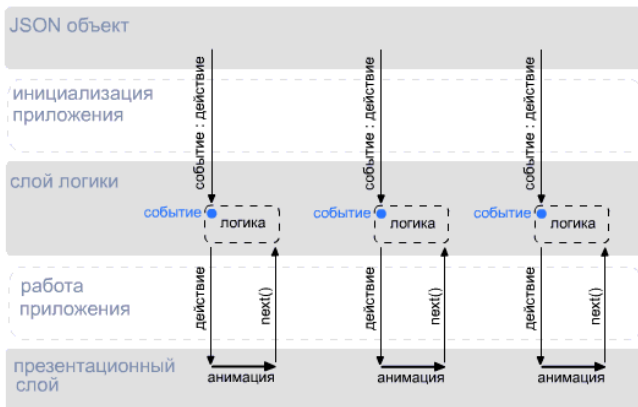 JSON объект
событие : действие
событие : действие
событие : действие
инициализация
приложения
слой логики
событие
логика
событие
логика
событие
логика
работа
приложения
действие
next()
действие
next()
действие
next()
презентационный
слой
анимация
анимация
анимация